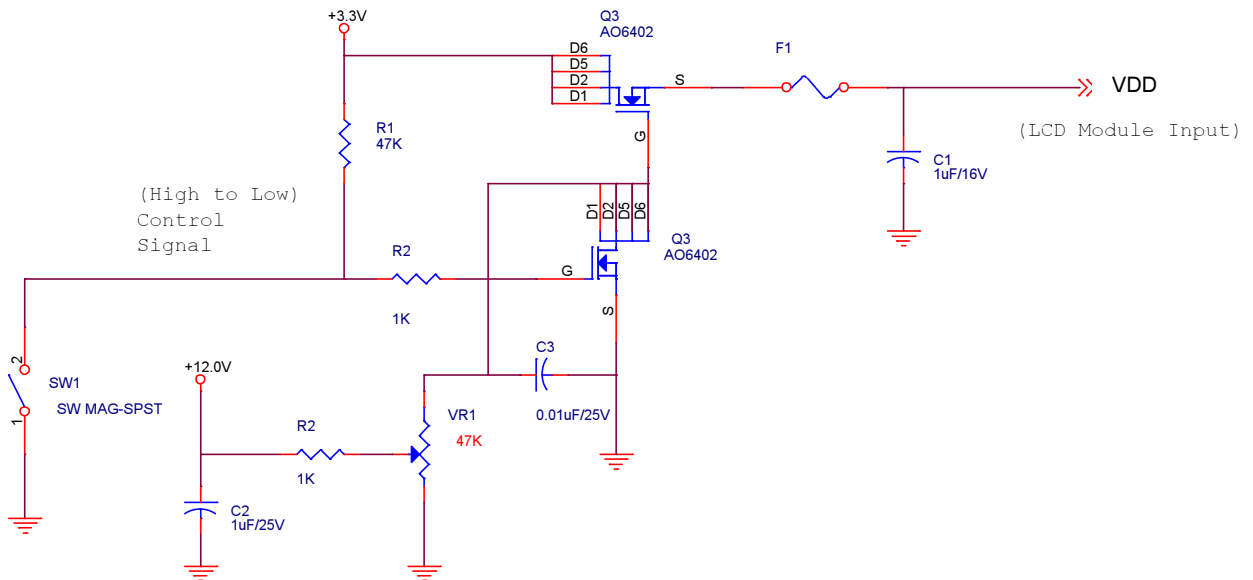 +3.3V
Q3
AO6402
D6
D5
D2
D1
S
G
F1
VDD
(LCD Module Input)
C1
1uF/16V
R1
47K
(High to Low)
Control
Signal
D1
D2
D5
D6
Q3
AO6402
R2
1K
G
S
2
1
SW1
SW MAG-SPST
+12.0V
C3
0.01uF/25V
VR1
47K
R2
1K
C2
1uF/25V